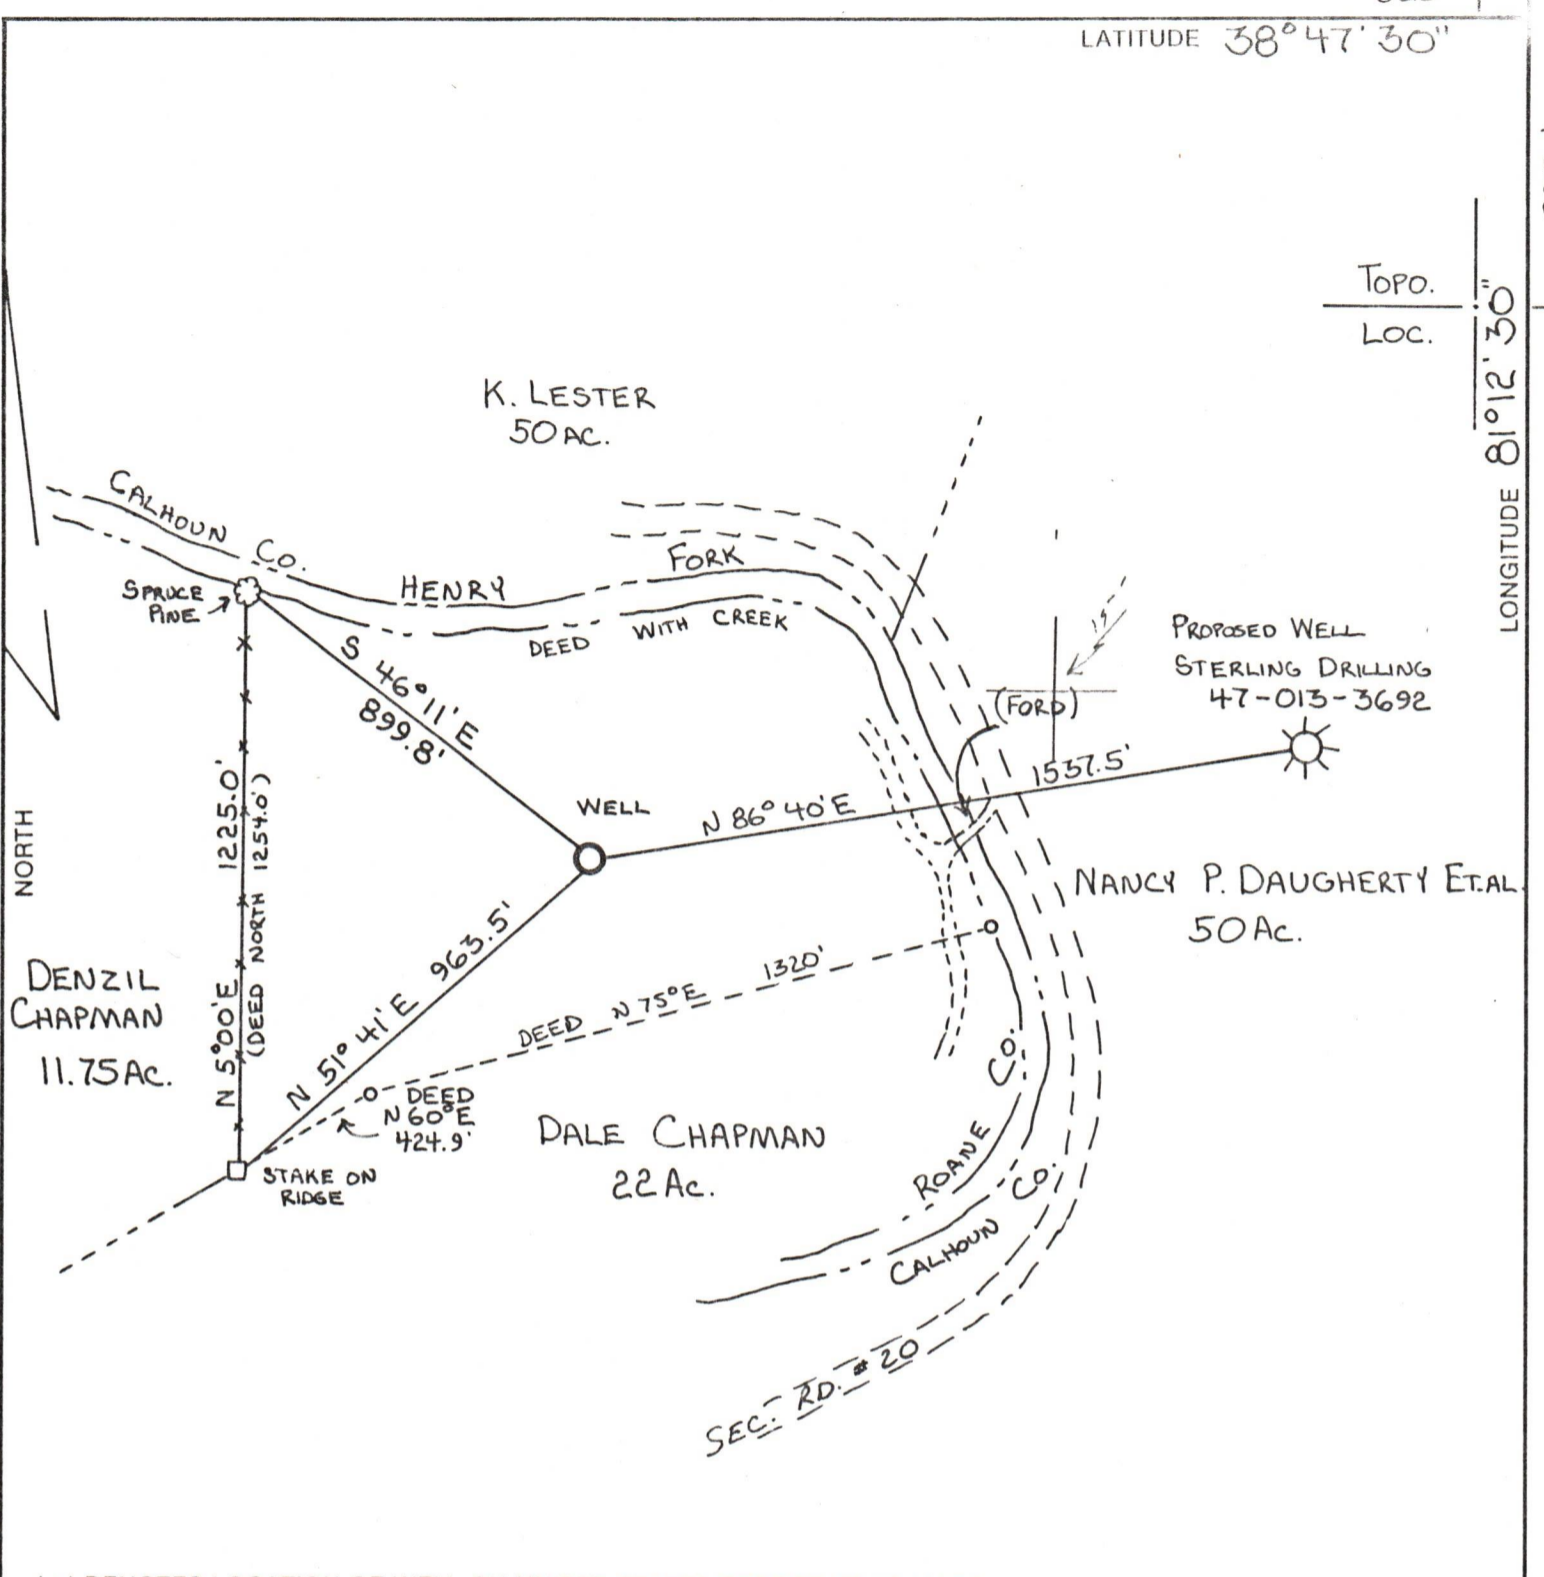 LATITUDE 38°47'30"
TOPO.
LOC.
LONGITUDE 81°12'30"
K. LESTER
50 AC.
CALHOUN CO.
HENRY FORK
SPRUCE
PINE
DEED WITH CREEK
S 46°11'E
899.8'
(FORD)
15
PROPOSED WELL
STERLING DRILLING
47-013-3692
1537.5'
N 86°40'E
WELL
NORTH
N 5°00'E 1225.0'
(DEED NORTH 1254.0')
NANCY P. DAUGHERTY ET.AL.
50 AC.
N 51°41'E 963.5'
DENZIL
CHAPMAN
11.75 AC.
DEED N 75°E 1320'
DEED
N 60°E
424.9'
DALE CHAPMAN
22 AC.
STAKE ON
RIDGE
ROANE CO.
CALHOUN CO.
SEC. RD. #20